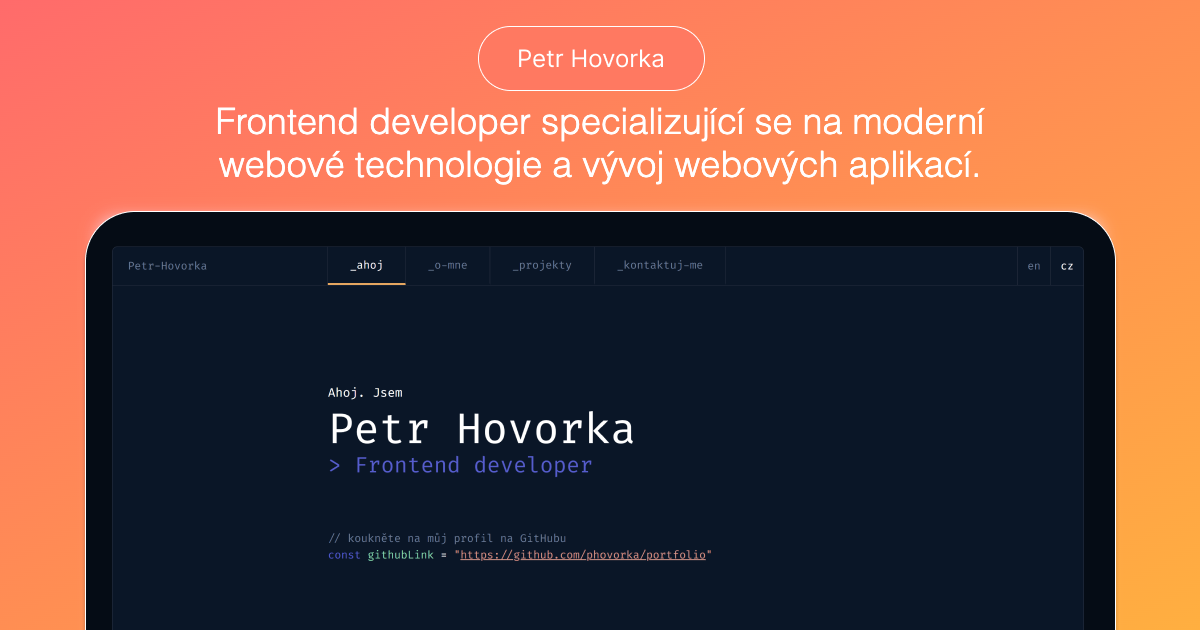 Petr Hovorka
Frontend developer specializující se na moderní
webové technologie a vývoj webových aplikací.
Petr-Hovorka _ahoj _o-mne _projekty _kontaktuj-me en cz
Ahoj. Jsem
Petr Hovorka
> Frontend developer
// koukněte na můj profil na GitHubu
const githubLink = "https://github.com/phovorka/portfolio"